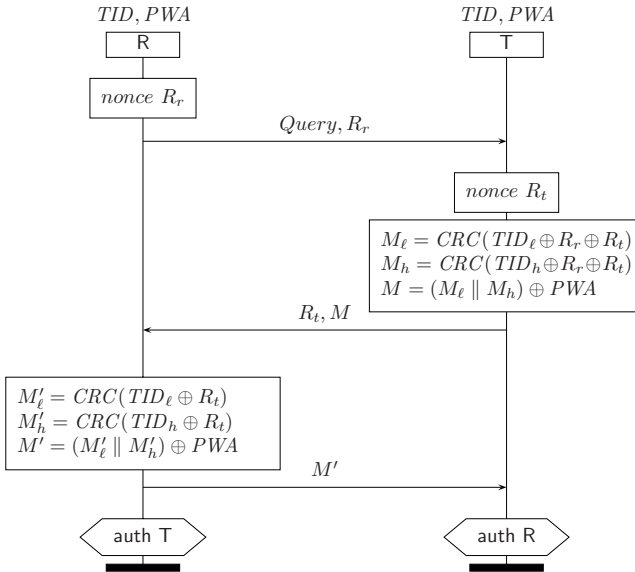 TID, PWA TID, PWA
R T
nonce R_r
Query, R_r
nonce R_t
M_ℓ = CRC(TID_ℓ ⊕ R_r ⊕ R_t)
M_h = CRC(TID_h ⊕ R_r ⊕ R_t)
M = (M_ℓ ∥ M_h) ⊕ PWA
R_t, M
M′_ℓ = CRC(TID_ℓ ⊕ R_t)
M′_h = CRC(TID_h ⊕ R_t)
M′ = (M′_ℓ ∥ M′_h) ⊕ PWA
M′
auth T auth R